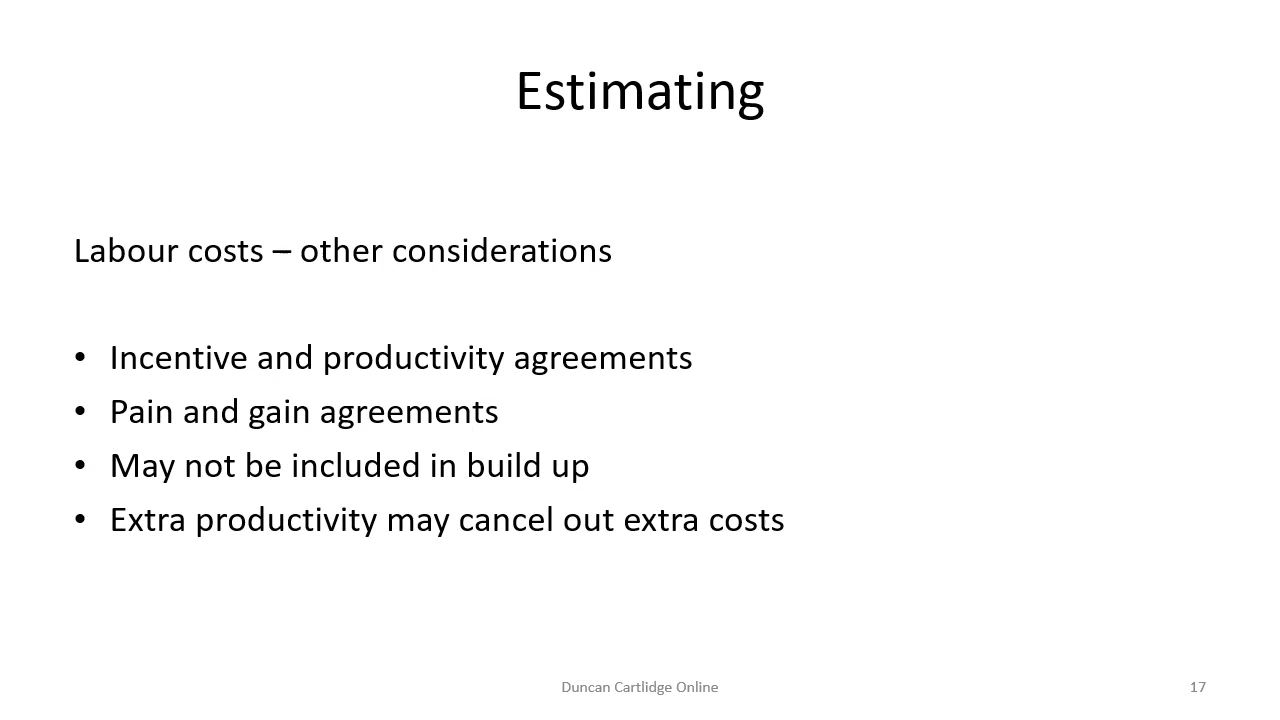 Estimating
Labour costs – other considerations
• Incentive and productivity agreements
• Pain and gain agreements
• May not be included in build up
• Extra productivity may cancel out extra costs
Duncan Cartlidge Online
17